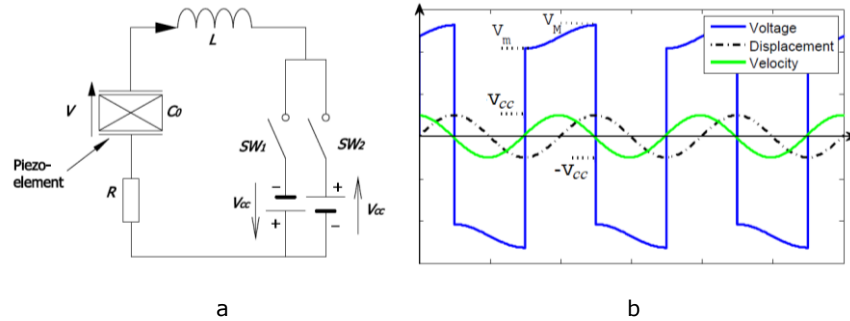 L
V
C0
SW1
SW2
Piezo-
element
R
Vcc
Vcc
-
+
+
-
a
Vm
VM
VCC
-VCC
Voltage
Displacement
Velocity
b